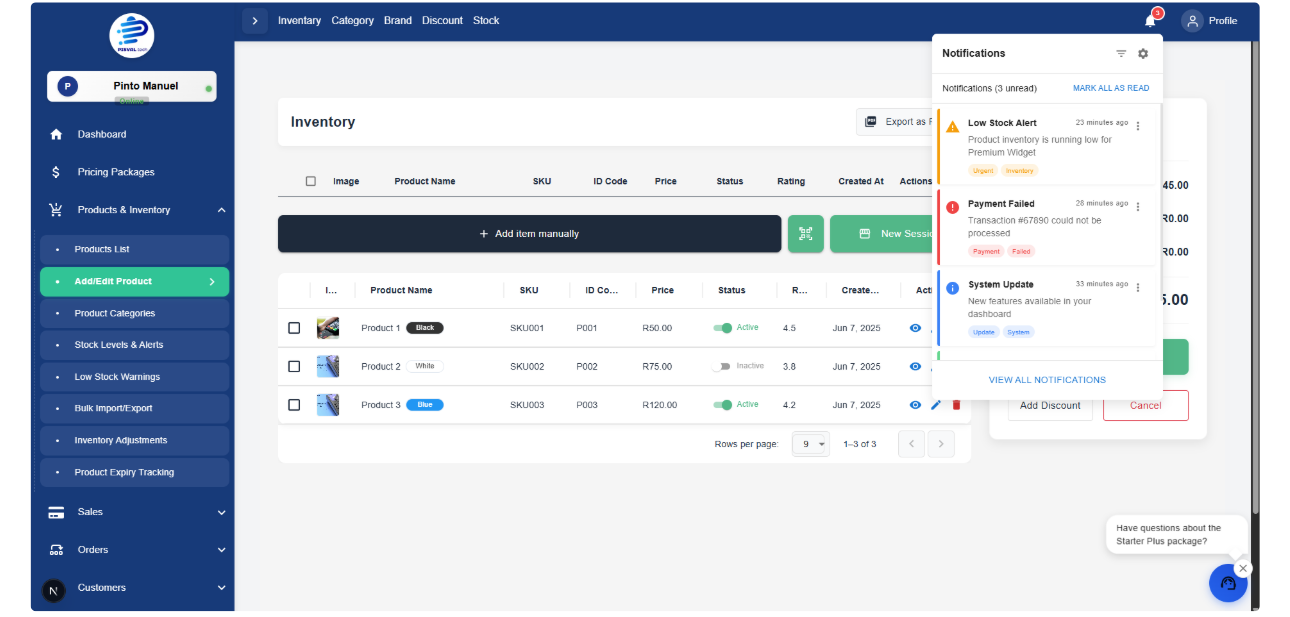 Inventary Category Brand Discount Stock
3
Profile
PINVAL
P
Pinto Manuel
Online
Dashboard
Pricing Packages
Products & Inventory
Products List
Add/Edit Product
Product Categories
Stock Levels & Alerts
Low Stock Warnings
Bulk Import/Export
Inventory Adjustments
Product Expiry Tracking
Sales
Orders
Customers
N
Inventory
PDF
Export as
Image Product Name SKU ID Code Price Status Rating Created At Actions
+ Add item manually
New
I... Product Name SKU ID Co... Price Status R... Create...
Product 1 Black SKU001 P001 R50.00 Active 4.5 Jun 7, 2025
Product 2 White SKU002 P002 R75.00 Inactive 3.8 Jun 7, 2025
Product 3 Blue SKU003 P003 R120.00 Active 4.2 Jun 7, 2025
Rows per page: 9 1–3 of 3
Notifications
Notifications (3 unread) MARK ALL AS READ
Low Stock Alert 23 minutes ago
Product inventory is running low for
Premium Widget
Urgent Inventory
Payment Failed 28 minutes ago
Transaction #67890 could not be
processed
Payment Failed
System Update 33 minutes ago
New features available in your
dashboard
Update System
VIEW ALL NOTIFICATIONS
45.00
R0.00
R0.00
5.00
Add Discount Cancel
Have questions about the
Starter Plus package?